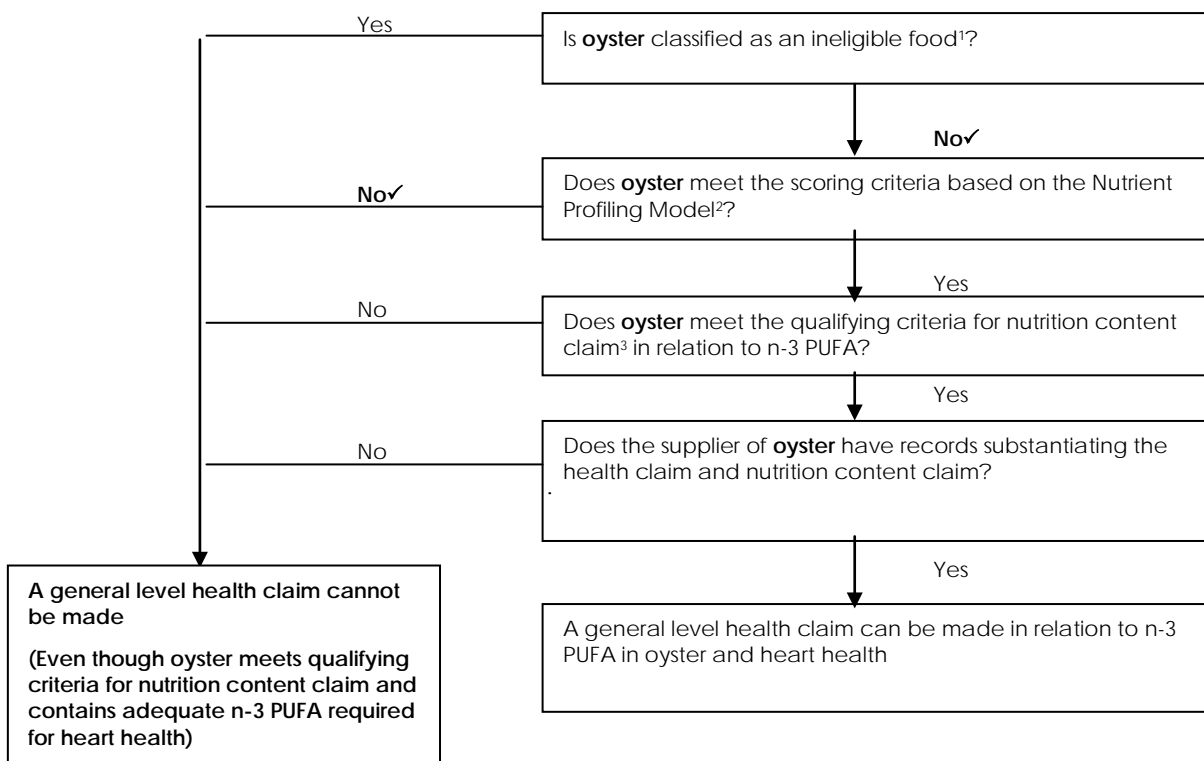 Yes
Is oyster classified as an ineligible food¹?
No✓
No✓
Does oyster meet the scoring criteria based on the Nutrient
Profiling Model²?
Yes
No
Does oyster meet the qualifying criteria for nutrition content
claim³ in relation to n-3 PUFA?
Yes
No
Does the supplier of oyster have records substantiating the
health claim and nutrition content claim?
.
Yes
A general level health claim cannot
be made
(Even though oyster meets qualifying
criteria for nutrition content claim and
contains adequate n-3 PUFA required
for heart health)
A general level health claim can be made in relation to n-3
PUFA in oyster and heart health